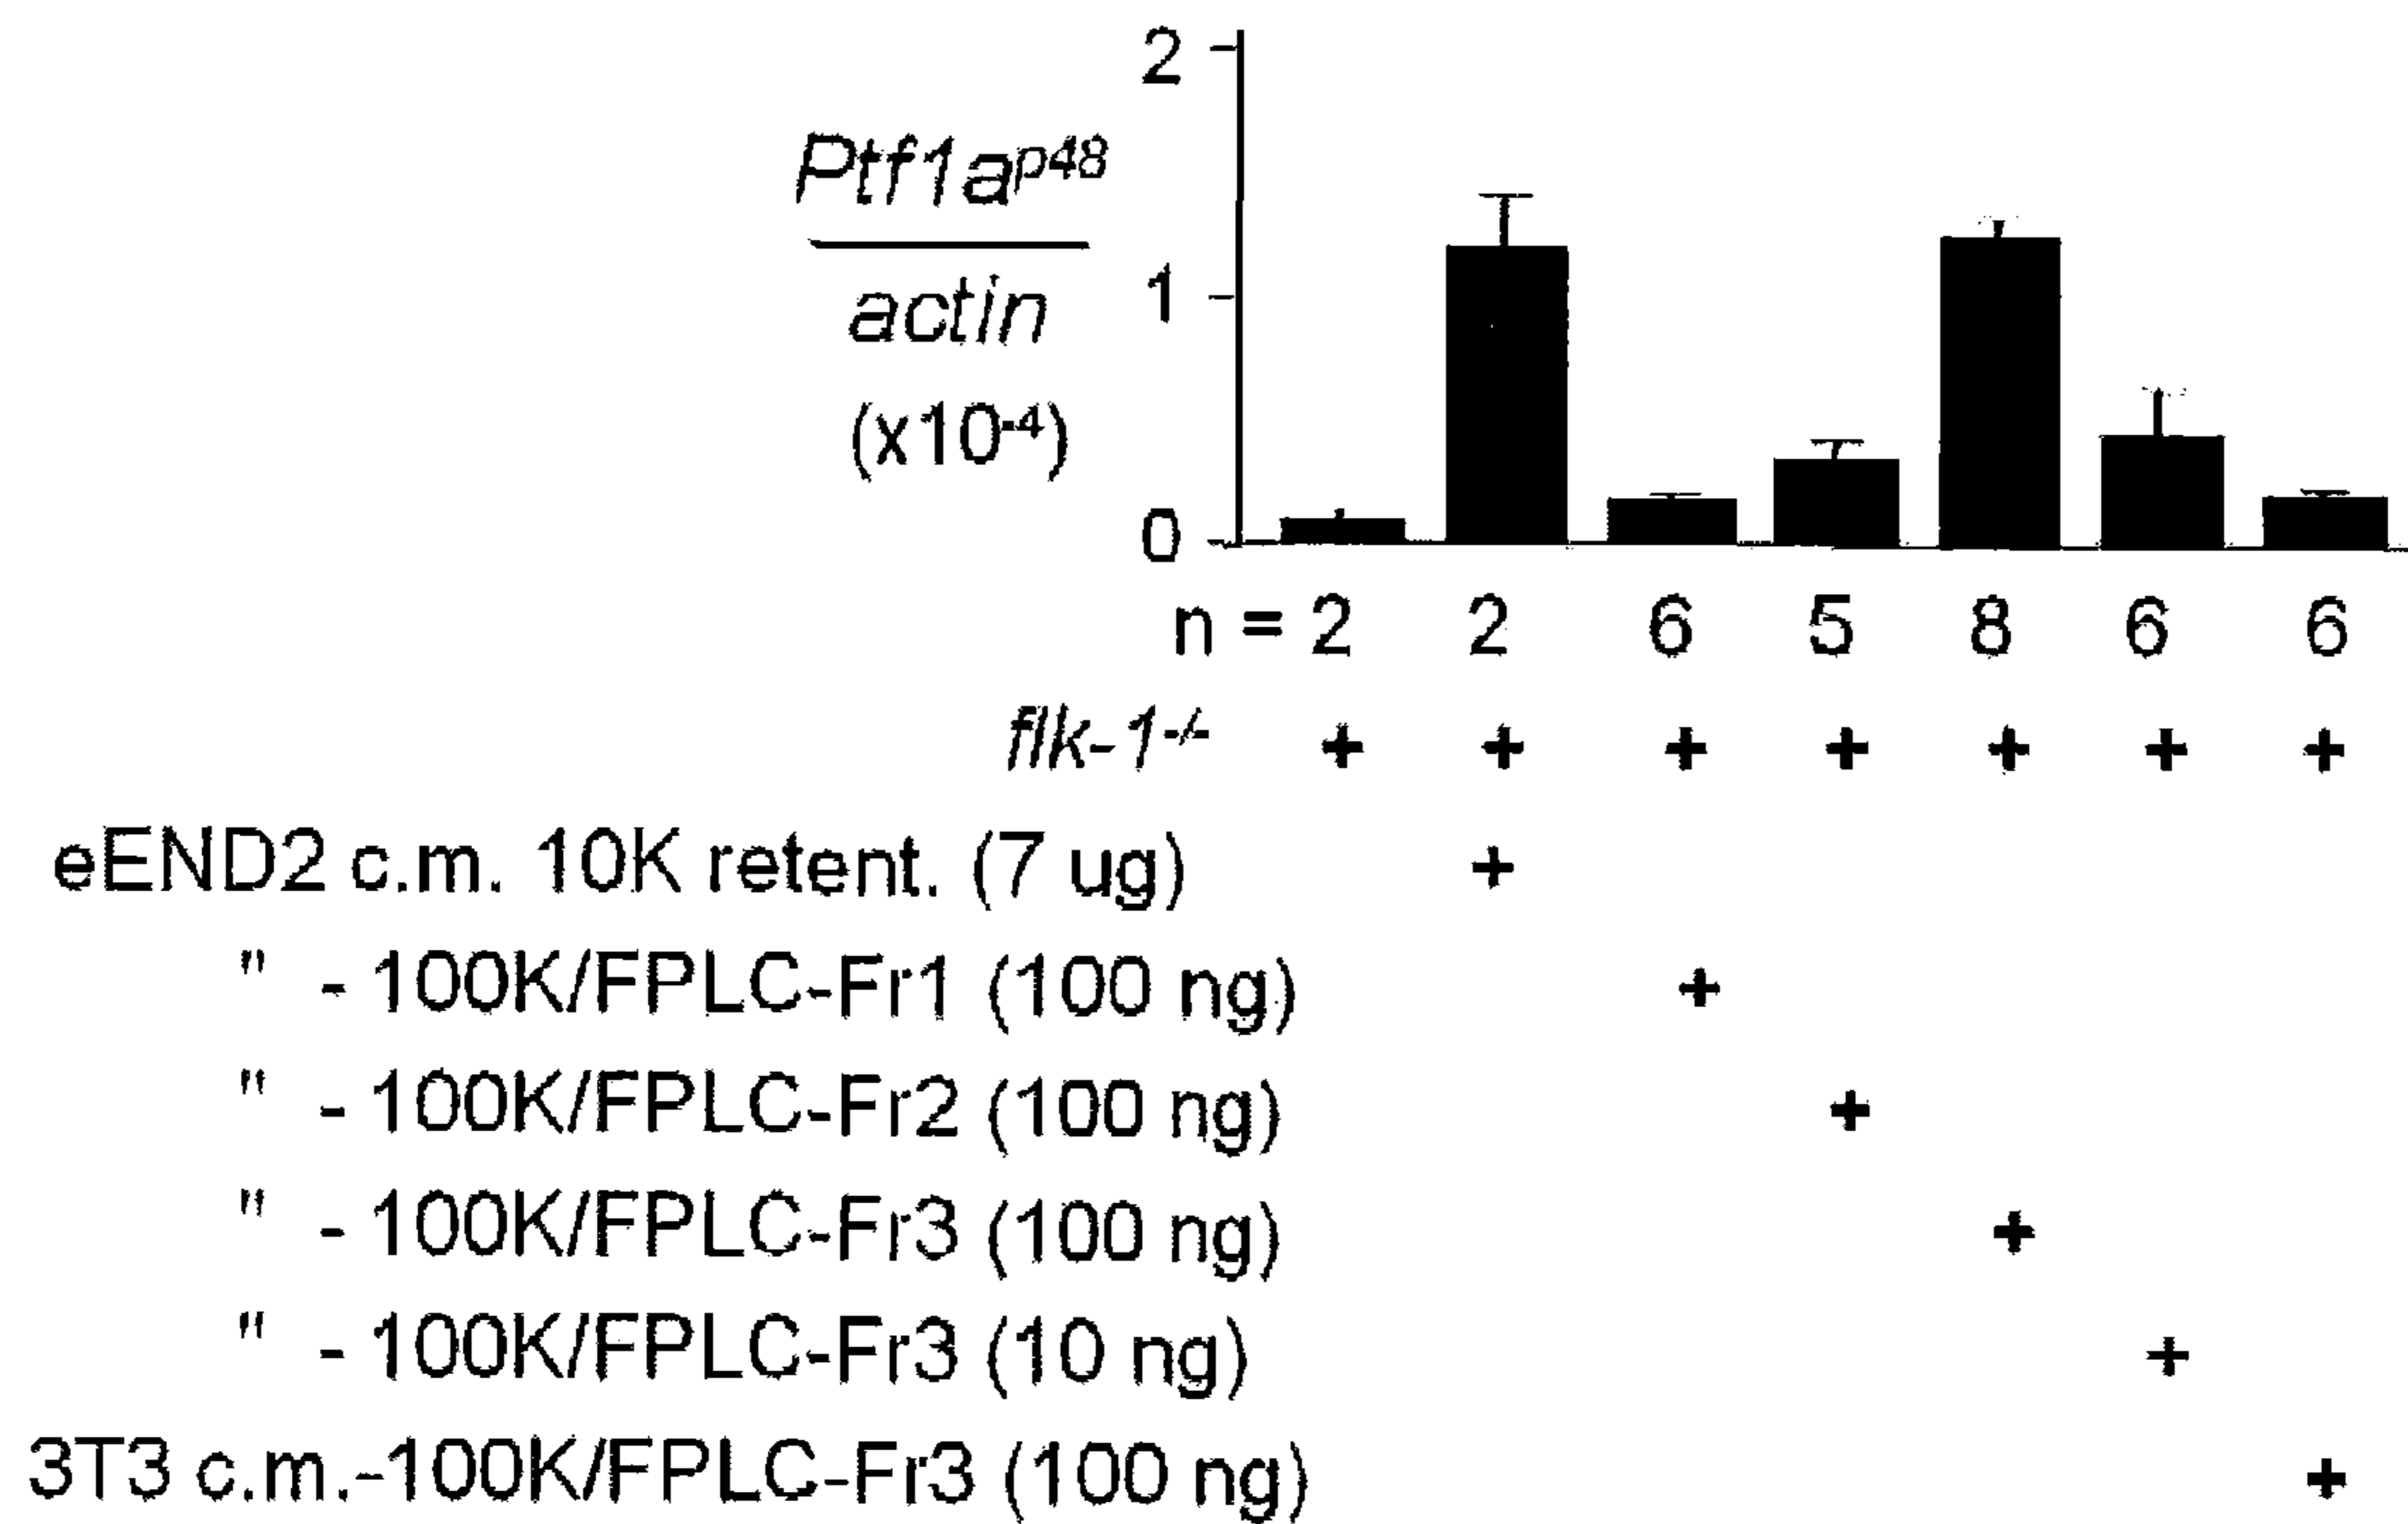 2
Ptf1a^p48
1
actin
(x10^-4)
0
n = 2 2 6 5 8 6 6
flk-1^-/- + + + + + + +
eEND2 c.m. 10K retent. (7 ug) +
" - 100K/FPLC-Fr1 (100 ng) +
" - 100K/FPLC-Fr2 (100 ng) +
" - 100K/FPLC-Fr3 (100 ng) +
" - 100K/FPLC-Fr3 (10 ng) +
3T3 c.m.-100K/FPLC-Fr3 (100 ng) +